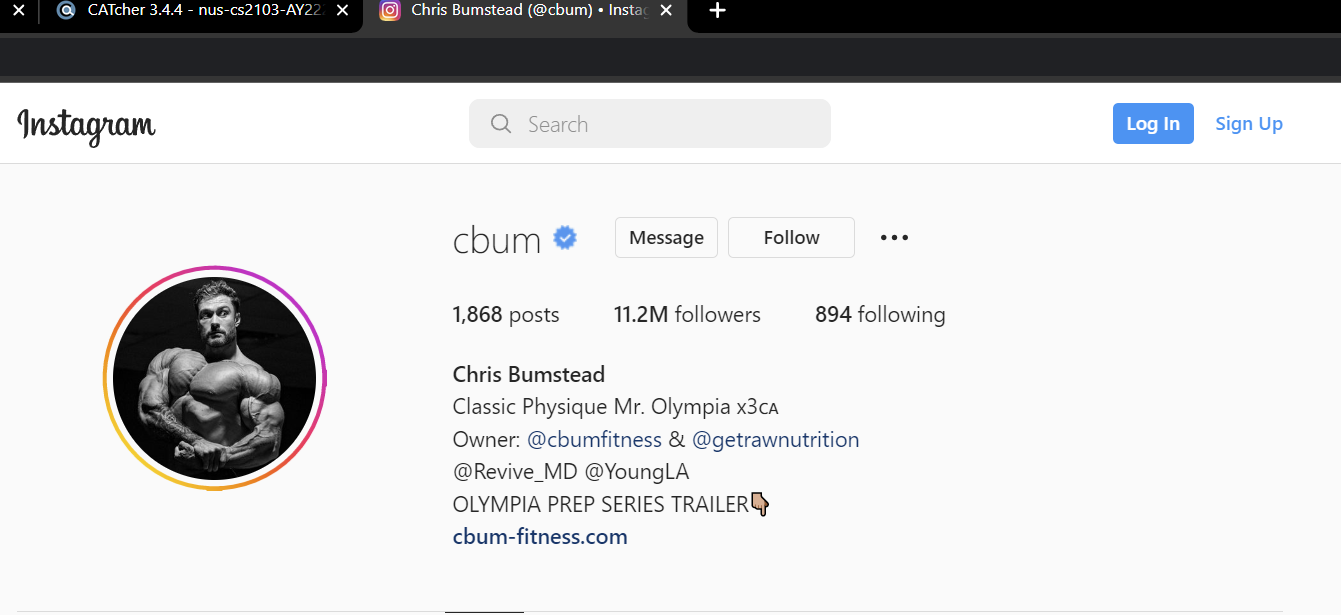 CATcher 3.4.4 - nus-cs2103-AY222
Chris Bumstead (@cbum) • Insta
Instagram
Search
Log In
Sign Up
cbum
Message
Follow
1,868 posts
11.2M followers
894 following
Chris Bumstead
Classic Physique Mr. Olympia x3ᴄᴀ
Owner: @cbumfitness & @getrawnutrition
@Revive_MD @YoungLA
OLYMPIA PREP SERIES TRAILER👇🏽
cbum-fitness.com